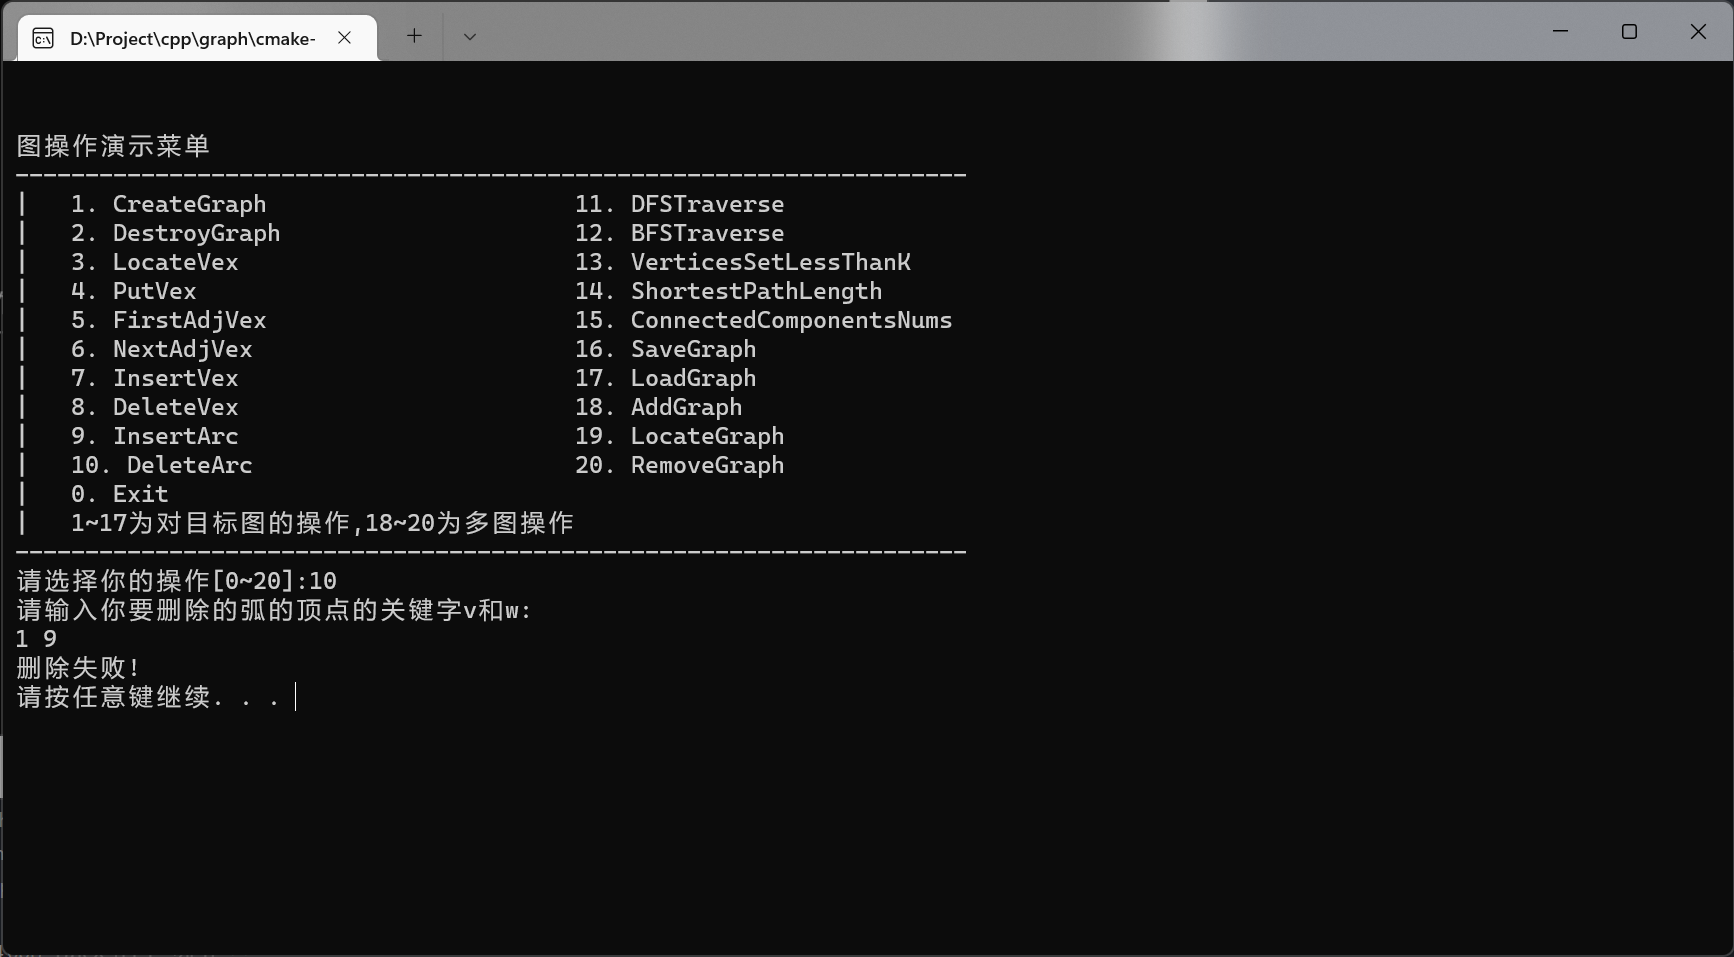 D:\Project\cpp\graph\cmake-
图操作演示菜单
--------------------------------------------------------------------
|   1. CreateGraph                      11. DFSTraverse
|   2. DestroyGraph                     12. BFSTraverse
|   3. LocateVex                        13. VerticesSetLessThanK
|   4. PutVex                           14. ShortestPathLength
|   5. FirstAdjVex                      15. ConnectedComponentsNums
|   6. NextAdjVex                       16. SaveGraph
|   7. InsertVex                        17. LoadGraph
|   8. DeleteVex                        18. AddGraph
|   9. InsertArc                        19. LocateGraph
|   10. DeleteArc                       20. RemoveGraph
|   0. Exit
|   1~17为对目标图的操作,18~20为多图操作
--------------------------------------------------------------------
请选择你的操作[0~20]:10
请输入你要删除的弧的顶点的关键字v和w:
1 9
删除失败!
请按任意键继续. . .